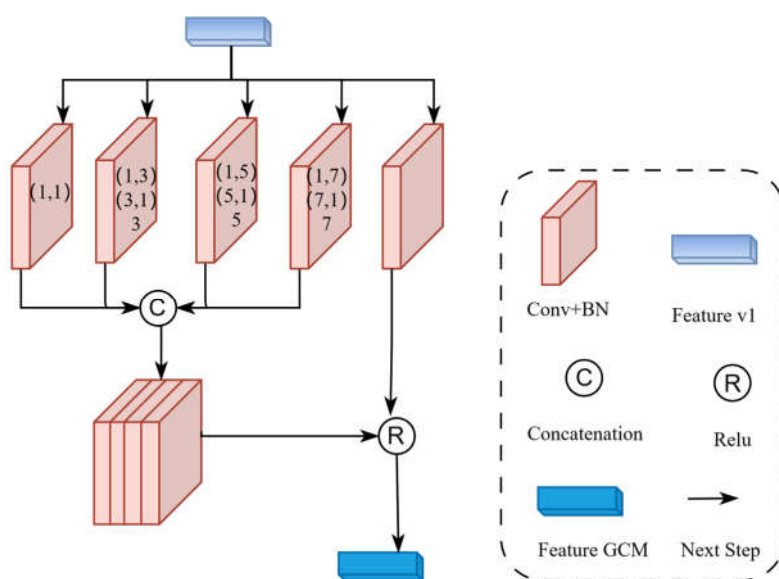 (1,1)
(1,3)
(3,1)
3
(1,5)
(5,1)
5
(1,7)
(7,1)
7
C
R
Conv+BN
Feature v1
C
R
Concatenation
Relu
Feature GCM
Next Step